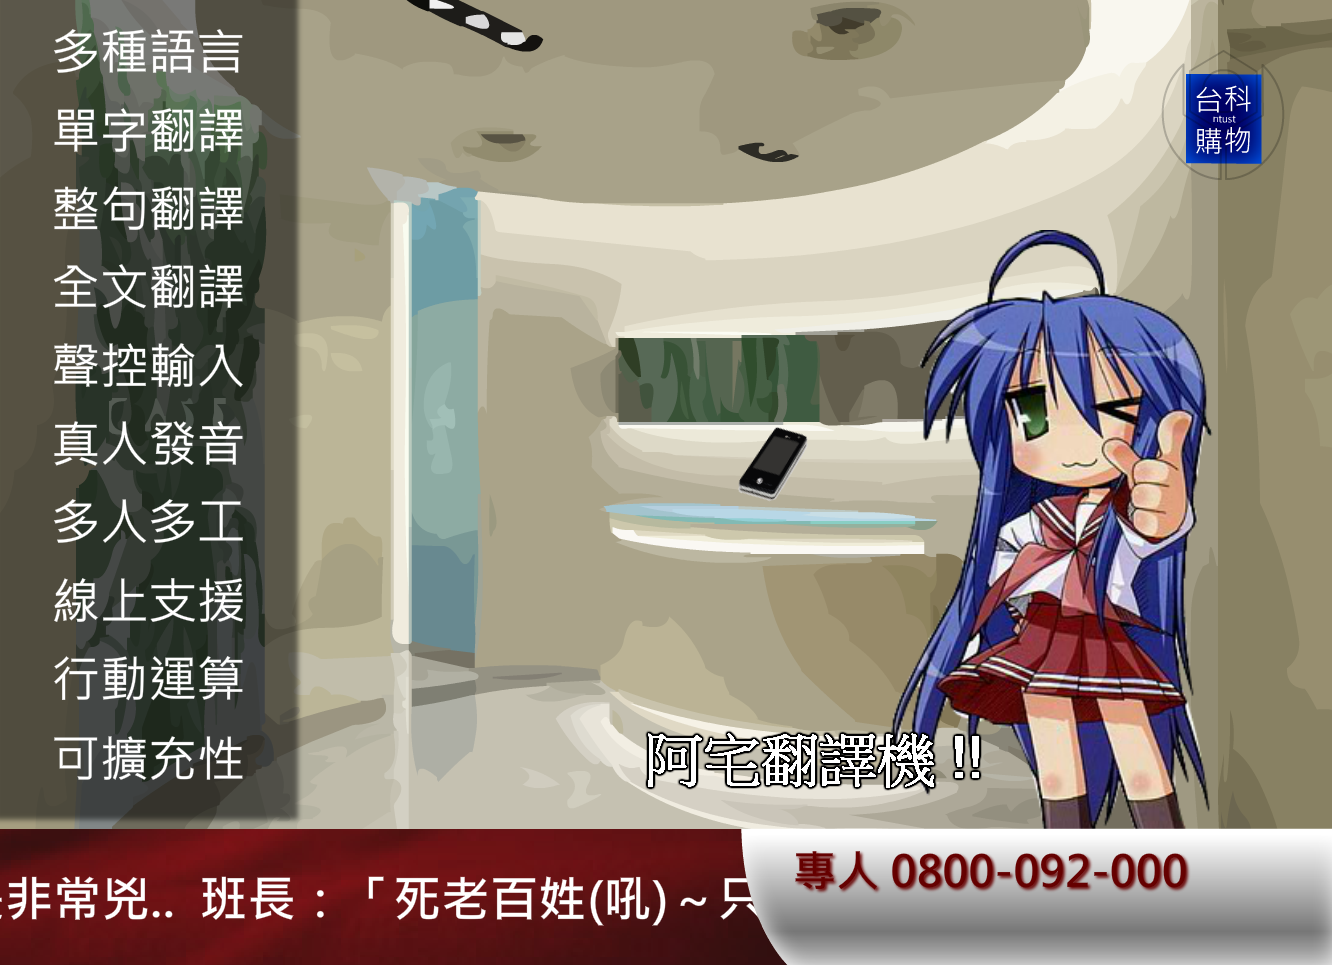 多種語言
單字翻譯
整句翻譯
全文翻譯
聲控輸入
真人發音
多人多工
線上支援
行動運算
可擴充性
台科
ntust
購物
阿宅翻譯機!!
非常兇.. 班長：「死老百姓(吼)～只
專人 0800-092-000